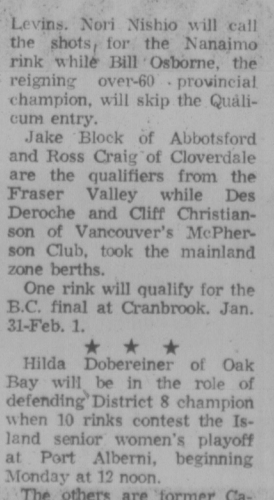 Levins. Nori Nishio will call
the shots, for the Nanaimo
rink while Bill Osborne, the
reigning over-60 provincial
champion, will skip the Quali-
cum entry.
Jake Block of Abbotsford
and Ross Craig of Cloverdale
are the qualifiers from the
Fraser Valley while Des
Deroche and Cliff Christian-
son of Vancouver's McPher-
son Club, took the mainland
zone berths.
One rink will qualify for the
B.C. final at Cranbrook. Jan.
31-Feb. 1.
★ ★ ★
Hilda Dobereiner of Oak
Bay will be in the role of
defending District 8 champion
when 10 rinks contest the Is-
land senior women's playoff
at Port Alberni, beginning
Monday at 12 noon.
The others are former Ca-